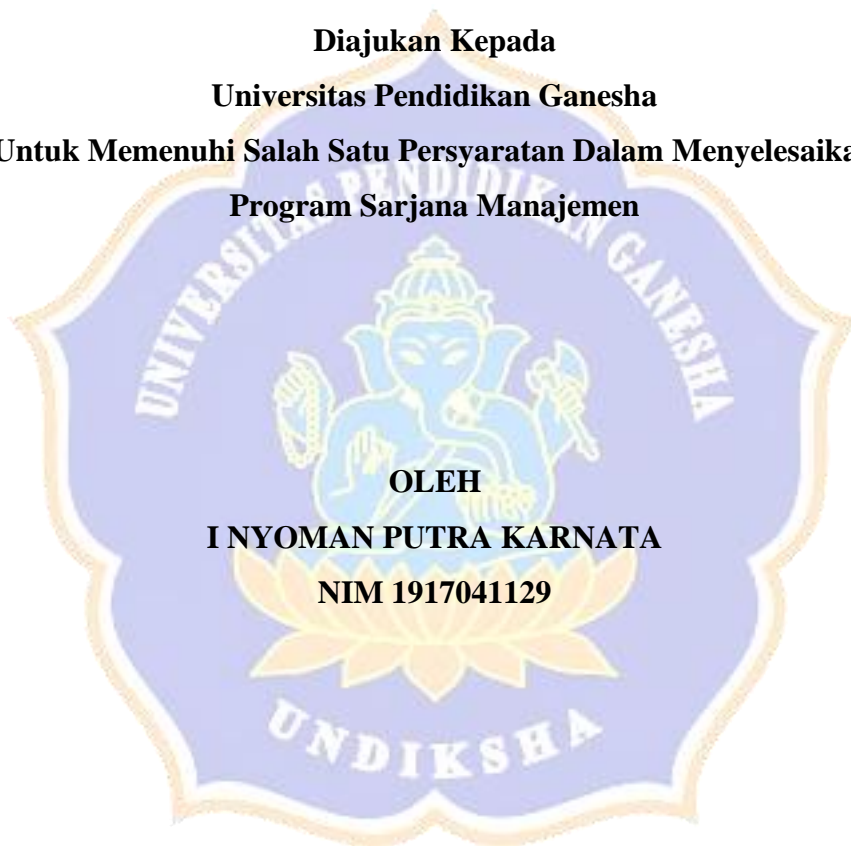 Diajukan Kepada
Universitas Pendidikan Ganesha
Untuk Memenuhi Salah Satu Persyaratan Dalam Menyelesaika
Program Sarjana Manajemen
UNIVERSITAS PENDIDIKAN GANESHA
OLEH
I NYOMAN PUTRA KARNATA
NIM 1917041129
UNDIKSHA